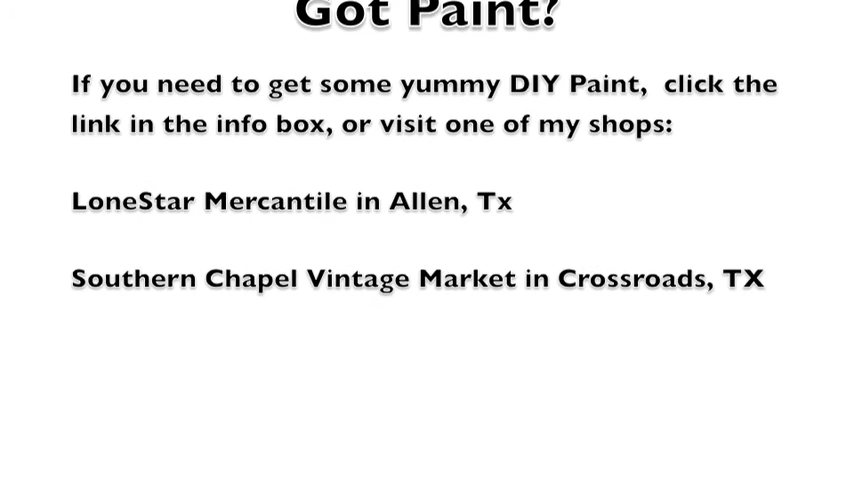 Got Paint?
If you need to get some yummy DIY Paint,  click the
link in the info box, or visit one of my shops:
LoneStar Mercantile in Allen, Tx
Southern Chapel Vintage Market in Crossroads, TX